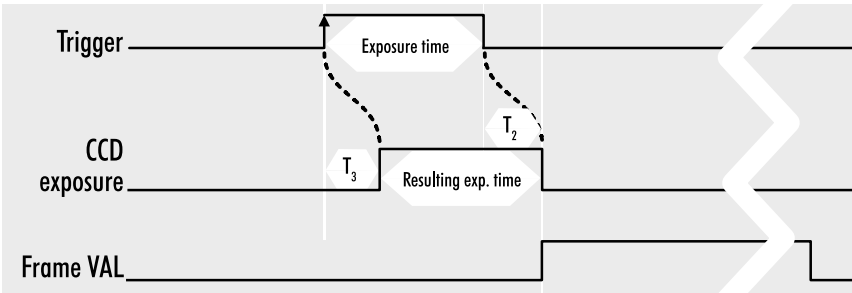 Trigger
Exposure time
T2
CCD
exposure
T3
Resulting exp. time
Frame VAL